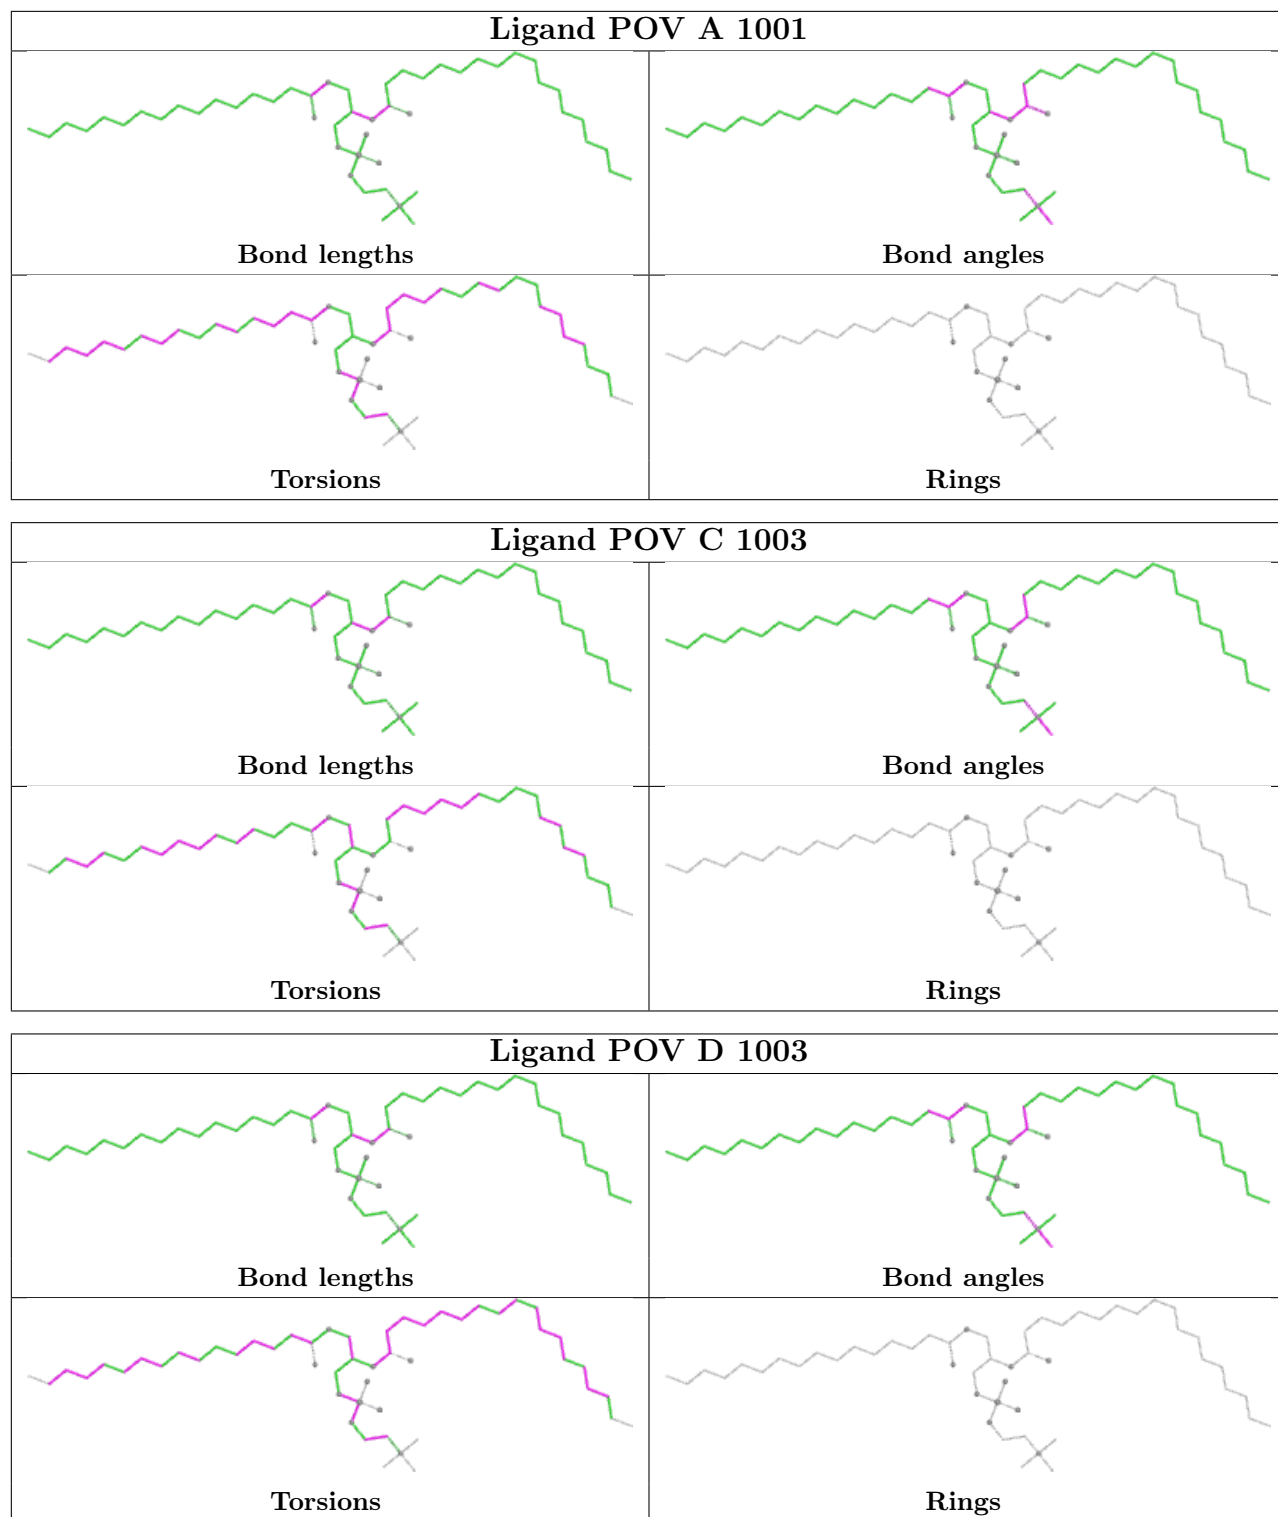 Ligand POV A 1001
Bond lengths
Bond angles
Torsions
Rings
Ligand POV C 1003
Bond lengths
Bond angles
Torsions
Rings
Ligand POV D 1003
Bond lengths
Bond angles
Torsions
Rings